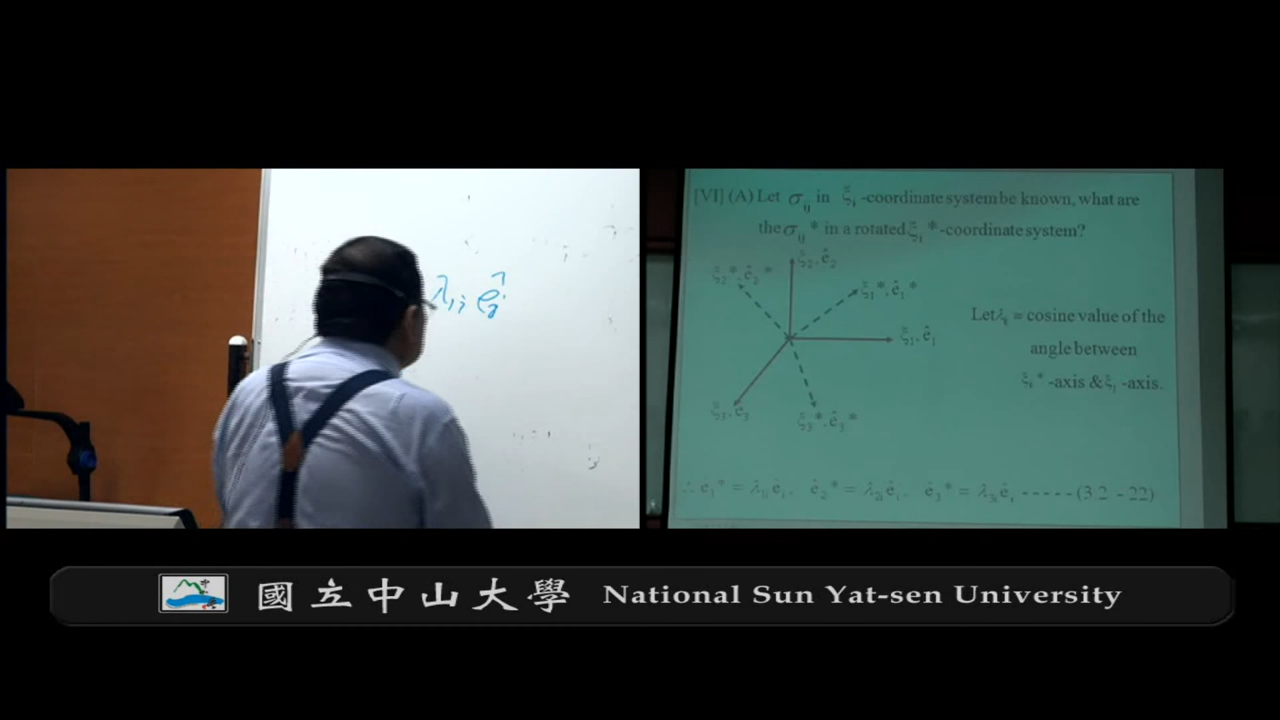 λ₁ⱼ ê
[VI] (A) Let σᵢⱼ in ξᵢ -coordinate system be known, what are
the σᵢⱼ* in a rotated ξᵢ*-coordinate system?
ξ₂, ê₂
ξ₂*, ê₂*
ξ₁*, ê₁*
ξ₁, ê₁
ξ₃, ê₃
ξ₃*, ê₃*
Let λᵢⱼ = cosine value of the
angle between
ξᵢ* -axis & ξⱼ -axis.
∴ ê₁* = λ₁ᵢ êᵢ, ê₂* = λ₂ᵢ êᵢ, ê₃* = λ₃ᵢ êᵢ - - - - - (3.2 - 22)
國立中山大學 National Sun Yat-sen University